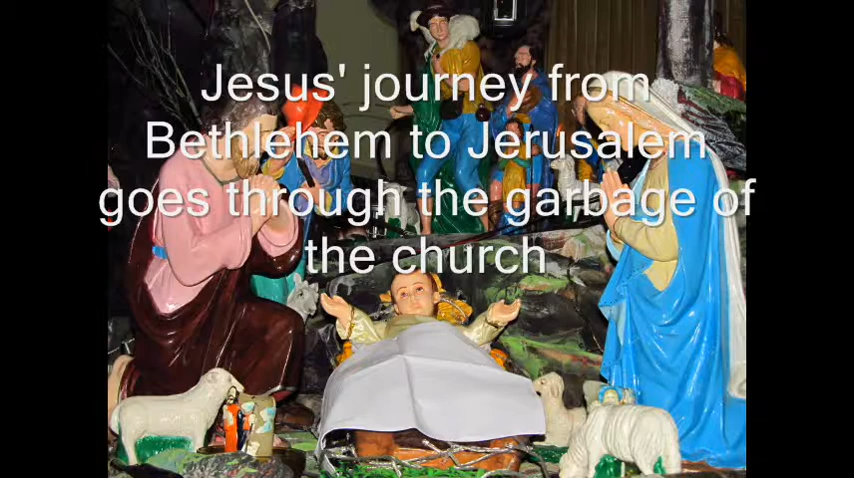 Jesus' journey from
Bethlehem to Jerusalem
goes through the garbage of
the church